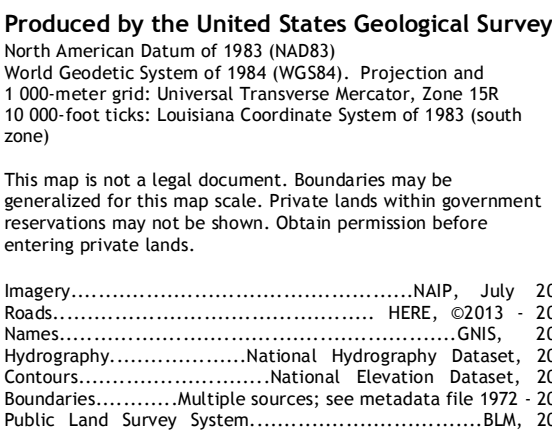 Produced by the United States Geological Survey
North American Datum of 1983 (NAD83)
World Geodetic System of 1984 (WGS84). Projection and
1 000-meter grid: Universal Transverse Mercator, Zone 15R
10 000-foot ticks: Louisiana Coordinate System of 1983 (south
zone)
This map is not a legal document. Boundaries may be
generalized for this map scale. Private lands within government
reservations may not be shown. Obtain permission before
entering private lands.
Imagery.............................................NAIP, July
Roads............................................... HERE, ©2013 -
Names....................................................GNIS,
Hydrography....................National Hydrography Dataset,
Contours............................National Elevation Dataset,
Boundaries............Multiple sources; see metadata file 1972 -
Public Land Survey System..................................BLM,